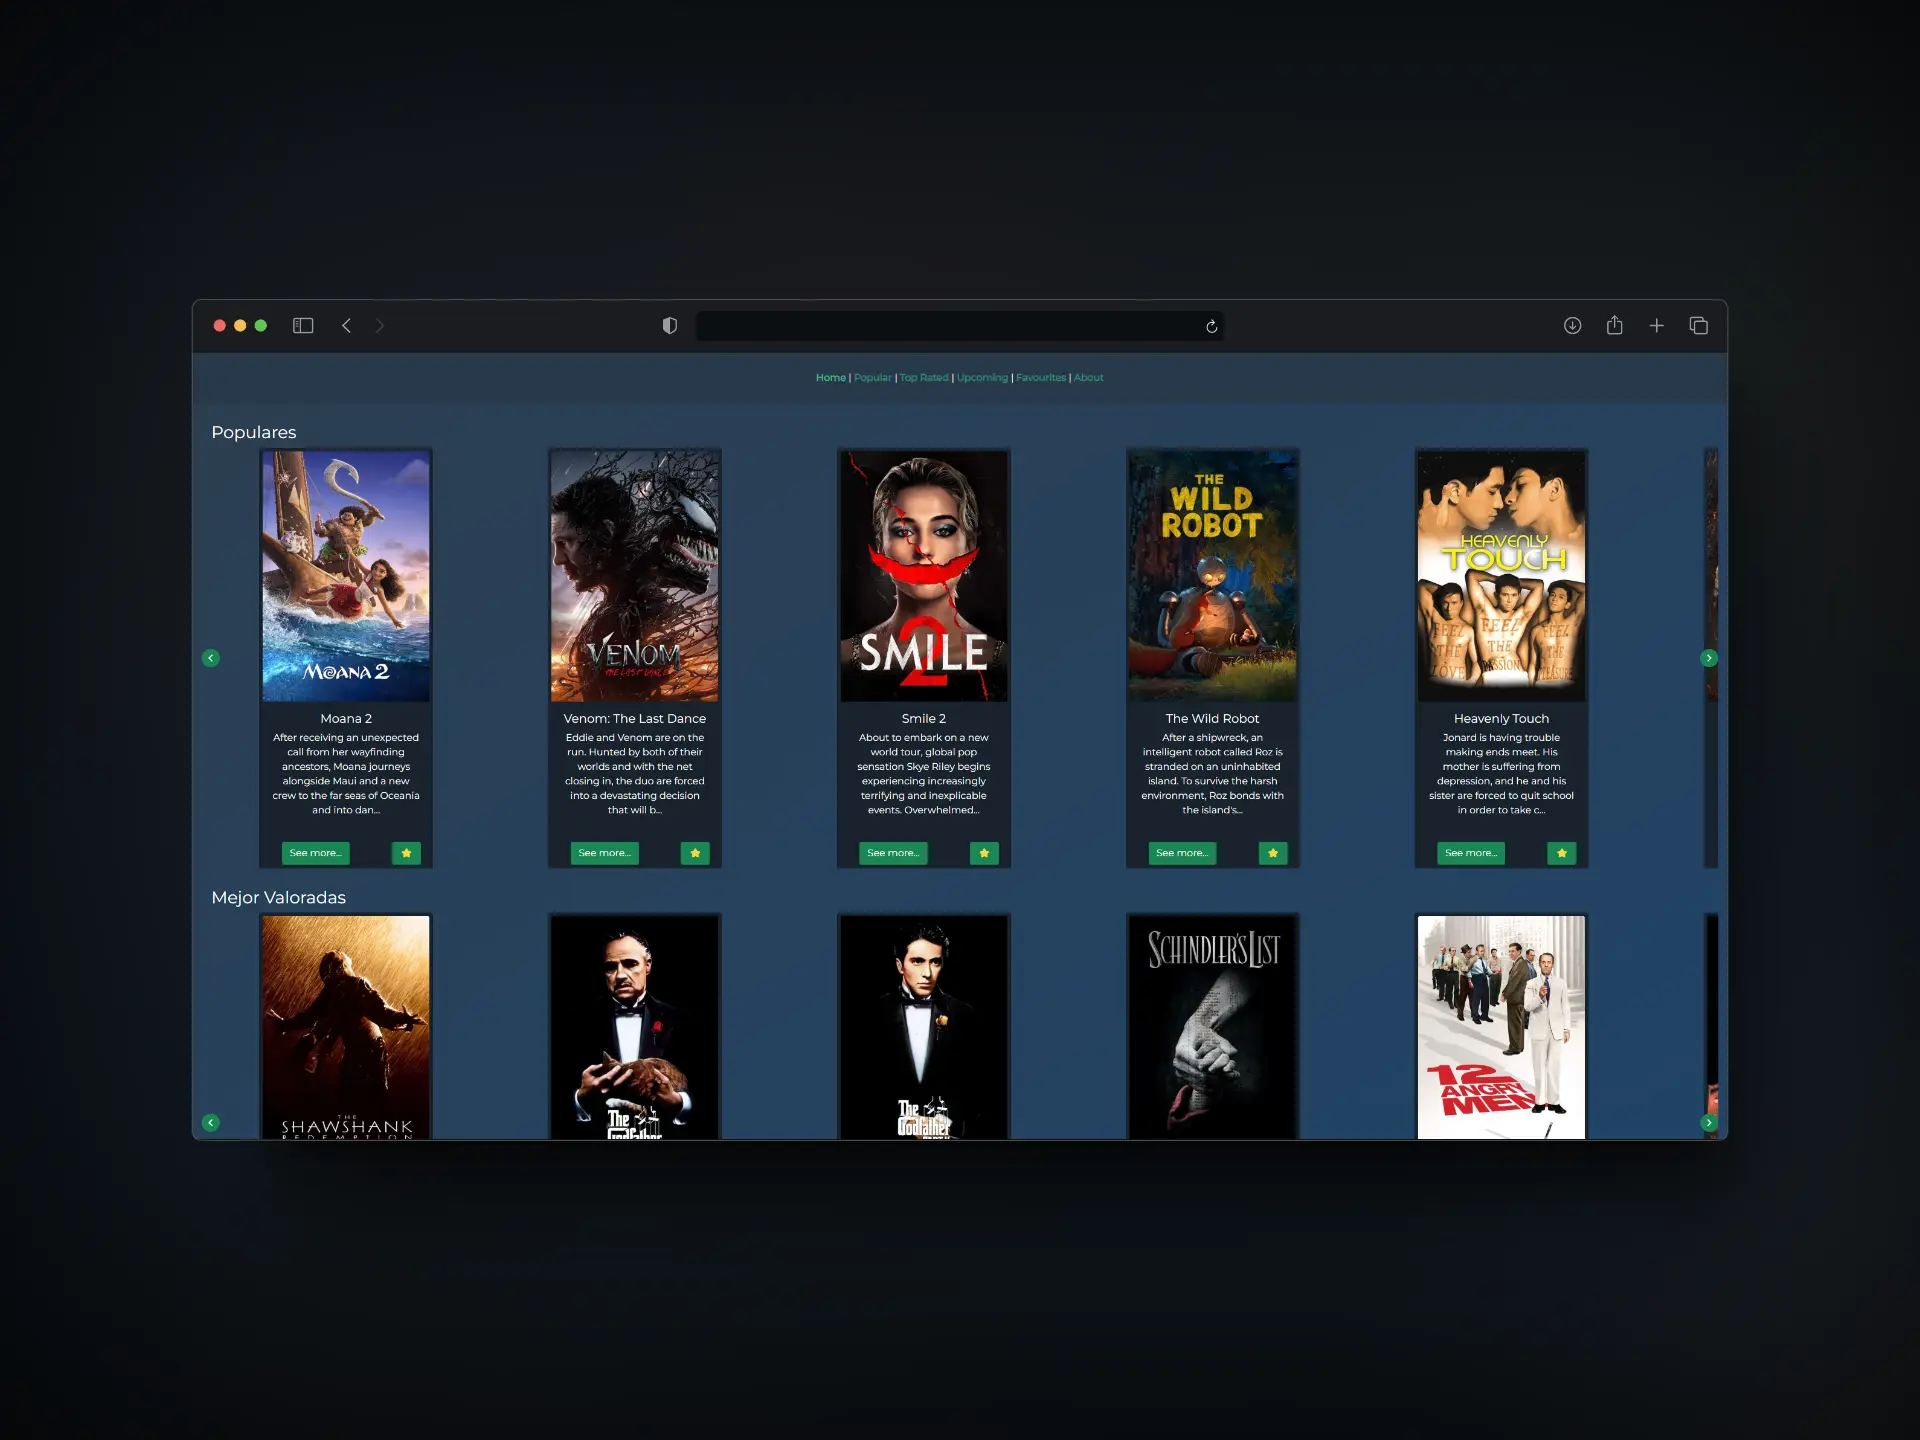 Home | Popular | Top Rated | Upcoming | Favourites | About
Populares
MOANA 2
VENOM
THE LAST DANCE
SMILE
2
THE
WILD
ROBOT
HEAVENLY
TOUCH
FEEL THE LOVE
FEEL THE PASSION
FEEL THE PLEASURE
Moana 2
After receiving an unexpected
call from her wayfinding
ancestors, Moana journeys
alongside Maui and a new
crew to the far seas of Oceania
and into dan...
See more...
Venom: The Last Dance
Eddie and Venom are on the
run. Hunted by both of their
worlds and with the net
closing in, the duo are forced
into a devastating decision
that will b...
See more...
Smile 2
About to embark on a new
world tour, global pop
sensation Skye Riley begins
experiencing increasingly
terrifying and inexplicable
events. Overwhelmed...
See more...
The Wild Robot
After a shipwreck, an
intelligent robot called Roz is
stranded on an uninhabited
island. To survive the harsh
environment, Roz bonds with
the island's...
See more...
Heavenly Touch
Jonard is having trouble
making ends meet. His
mother is suffering from
depression, and he and his
sister are forced to quit school
in order to take c...
See more...
Mejor Valoradas
THE
SHAWSHANK
REDEMPTION
The
Godfather
The
Godfather
SCHINDLER'S LIST
12
ANGRY
MEN